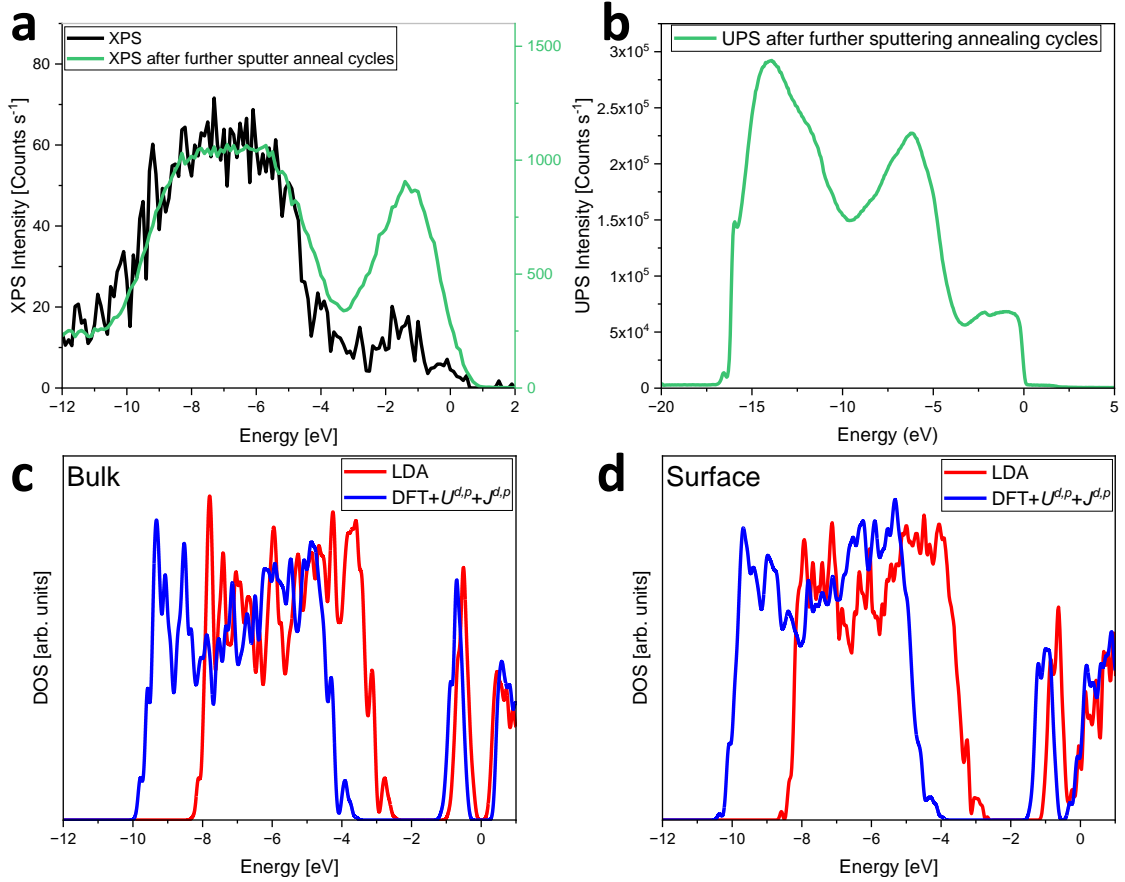 a
XPS
XPS after further sputter anneal cycles
XPS Intensity [Counts s⁻¹]
80
60
40
20
0
1500
1000
500
0
−12 −10 −8 −6 −4 −2 0 2
Energy [eV]
b
UPS after further sputtering annealing cycles
UPS Intensity [Counts s⁻¹]
3x10⁵
2.5x10⁵
2x10⁵
1.5x10⁵
1x10⁵
5x10⁴
0
−20 −15 −10 −5 0 5
Energy (eV)
c
Bulk
LDA
DFT+U^{d,p}+J^{d,p}
DOS [arb. units]
−12 −10 −8 −6 −4 −2 0
Energy [eV]
d
Surface
LDA
DFT+U^{d,p}+J^{d,p}
DOS [arb. units]
−12 −10 −8 −6 −4 −2 0
Energy [eV]